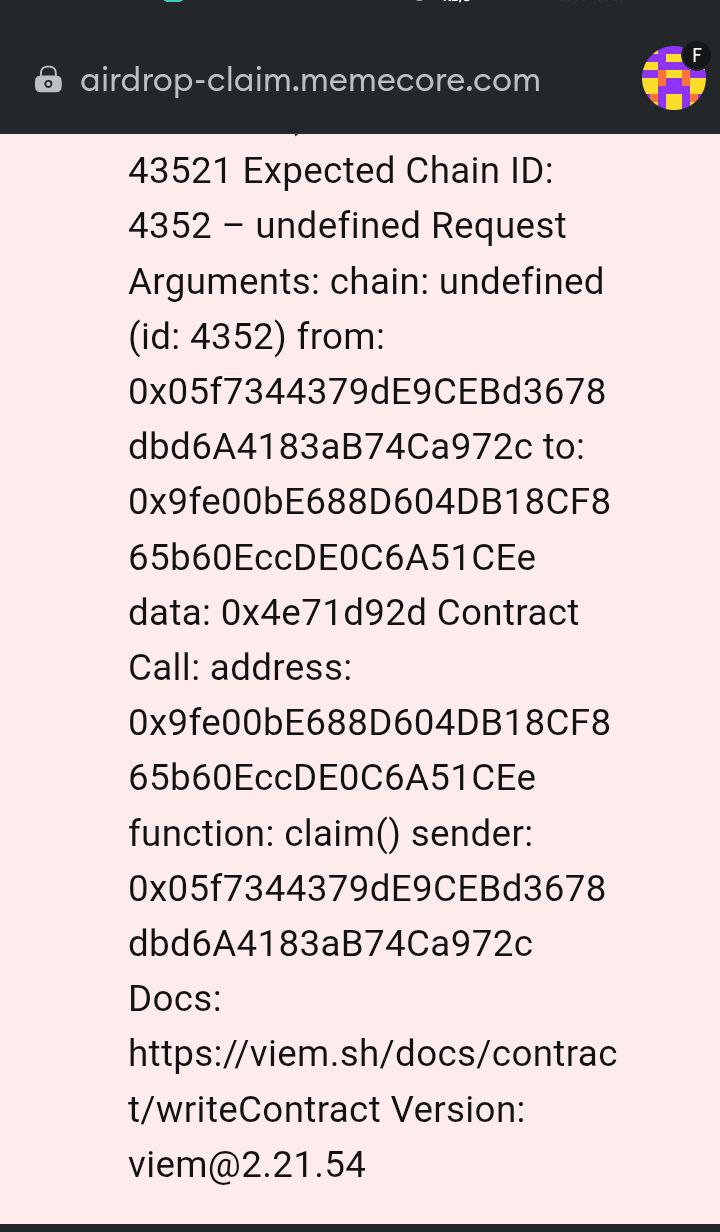 airdrop-claim.memecore.com
F
43521 Expected Chain ID:
4352 – undefined Request
Arguments: chain: undefined
(id: 4352) from:
0x05f7344379dE9CEBd3678
dbd6A4183aB74Ca972c to:
0x9fe00bE688D604DB18CF8
65b60EccDE0C6A51CEe
data: 0x4e71d92d Contract
Call: address:
0x9fe00bE688D604DB18CF8
65b60EccDE0C6A51CEe
function: claim() sender:
0x05f7344379dE9CEBd3678
dbd6A4183aB74Ca972c
Docs:
https://viem.sh/docs/contrac
t/writeContract Version:
viem@2.21.54